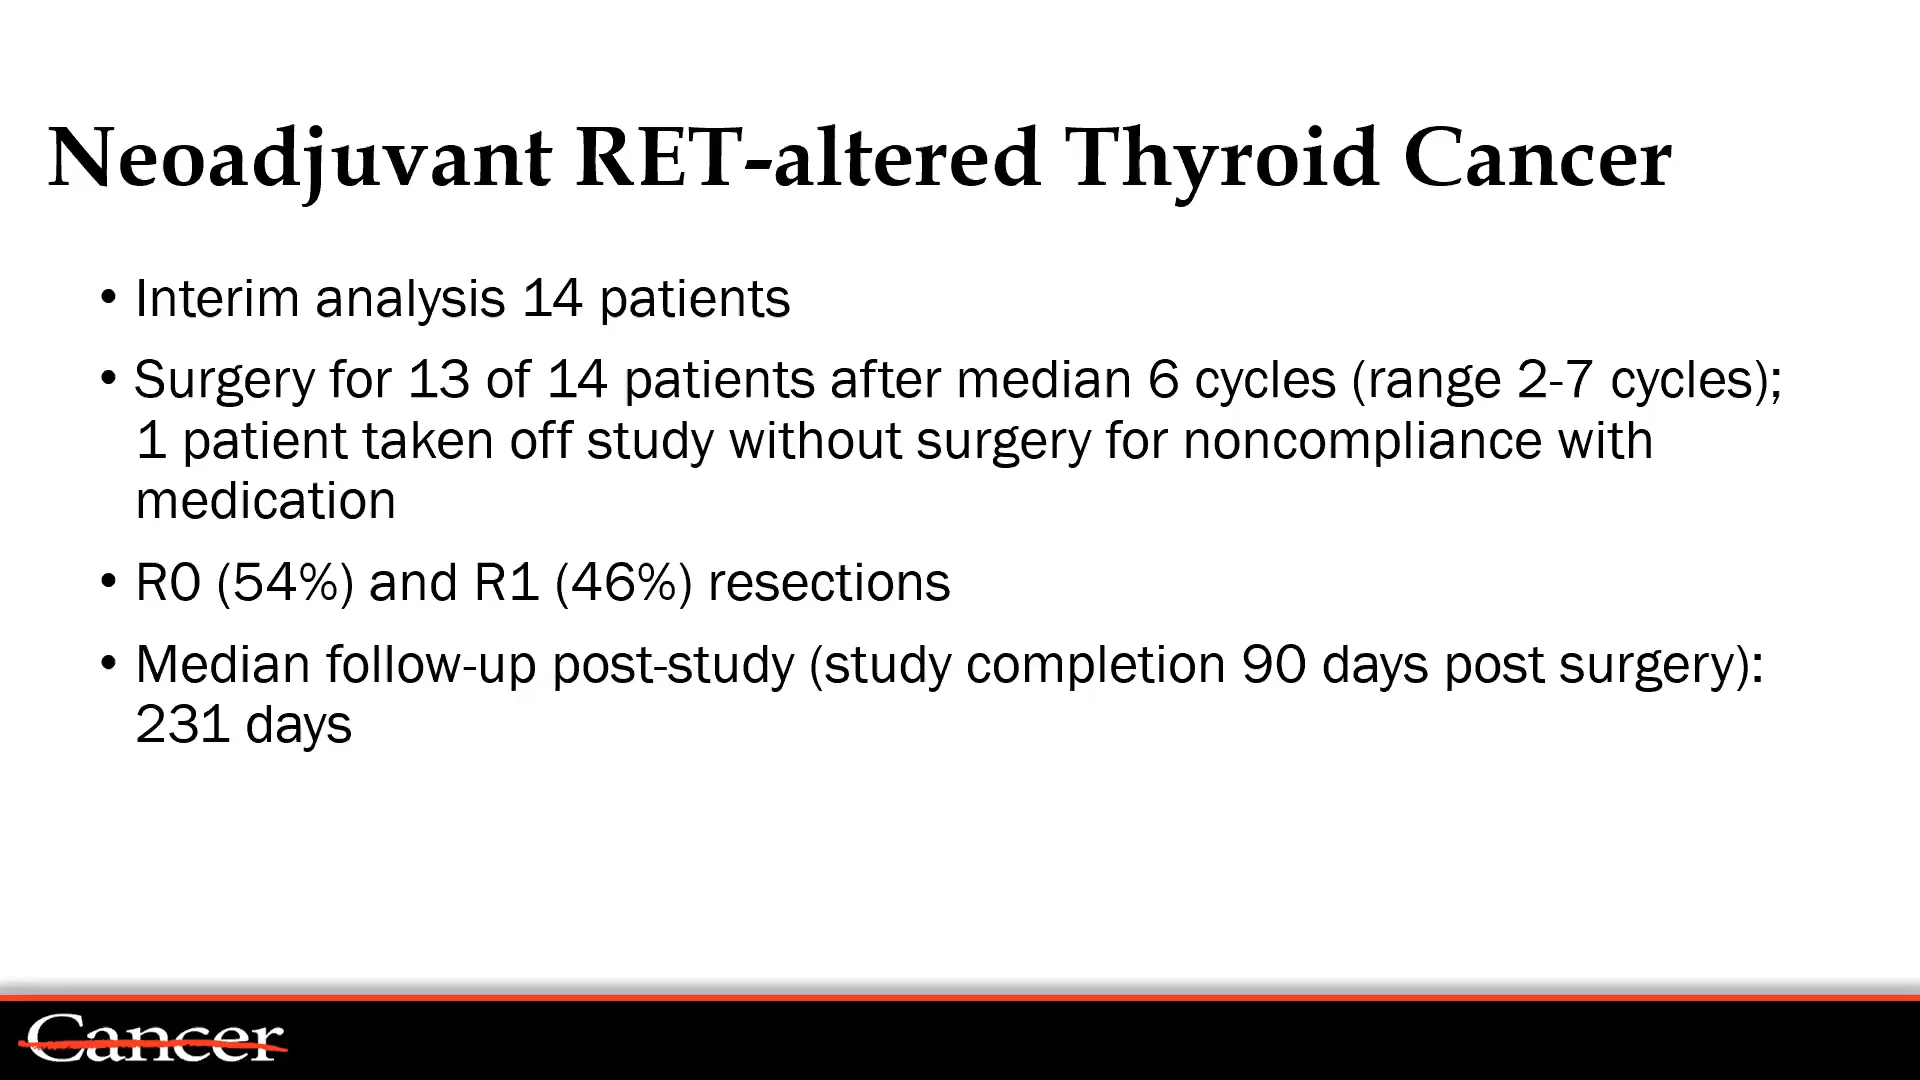 Neoadjuvant RET-altered Thyroid Cancer
• Interim analysis 14 patients
• Surgery for 13 of 14 patients after median 6 cycles (range 2-7 cycles);
1 patient taken off study without surgery for noncompliance with
medication
• R0 (54%) and R1 (46%) resections
• Median follow-up post-study (study completion 90 days post surgery):
231 days
Cancer